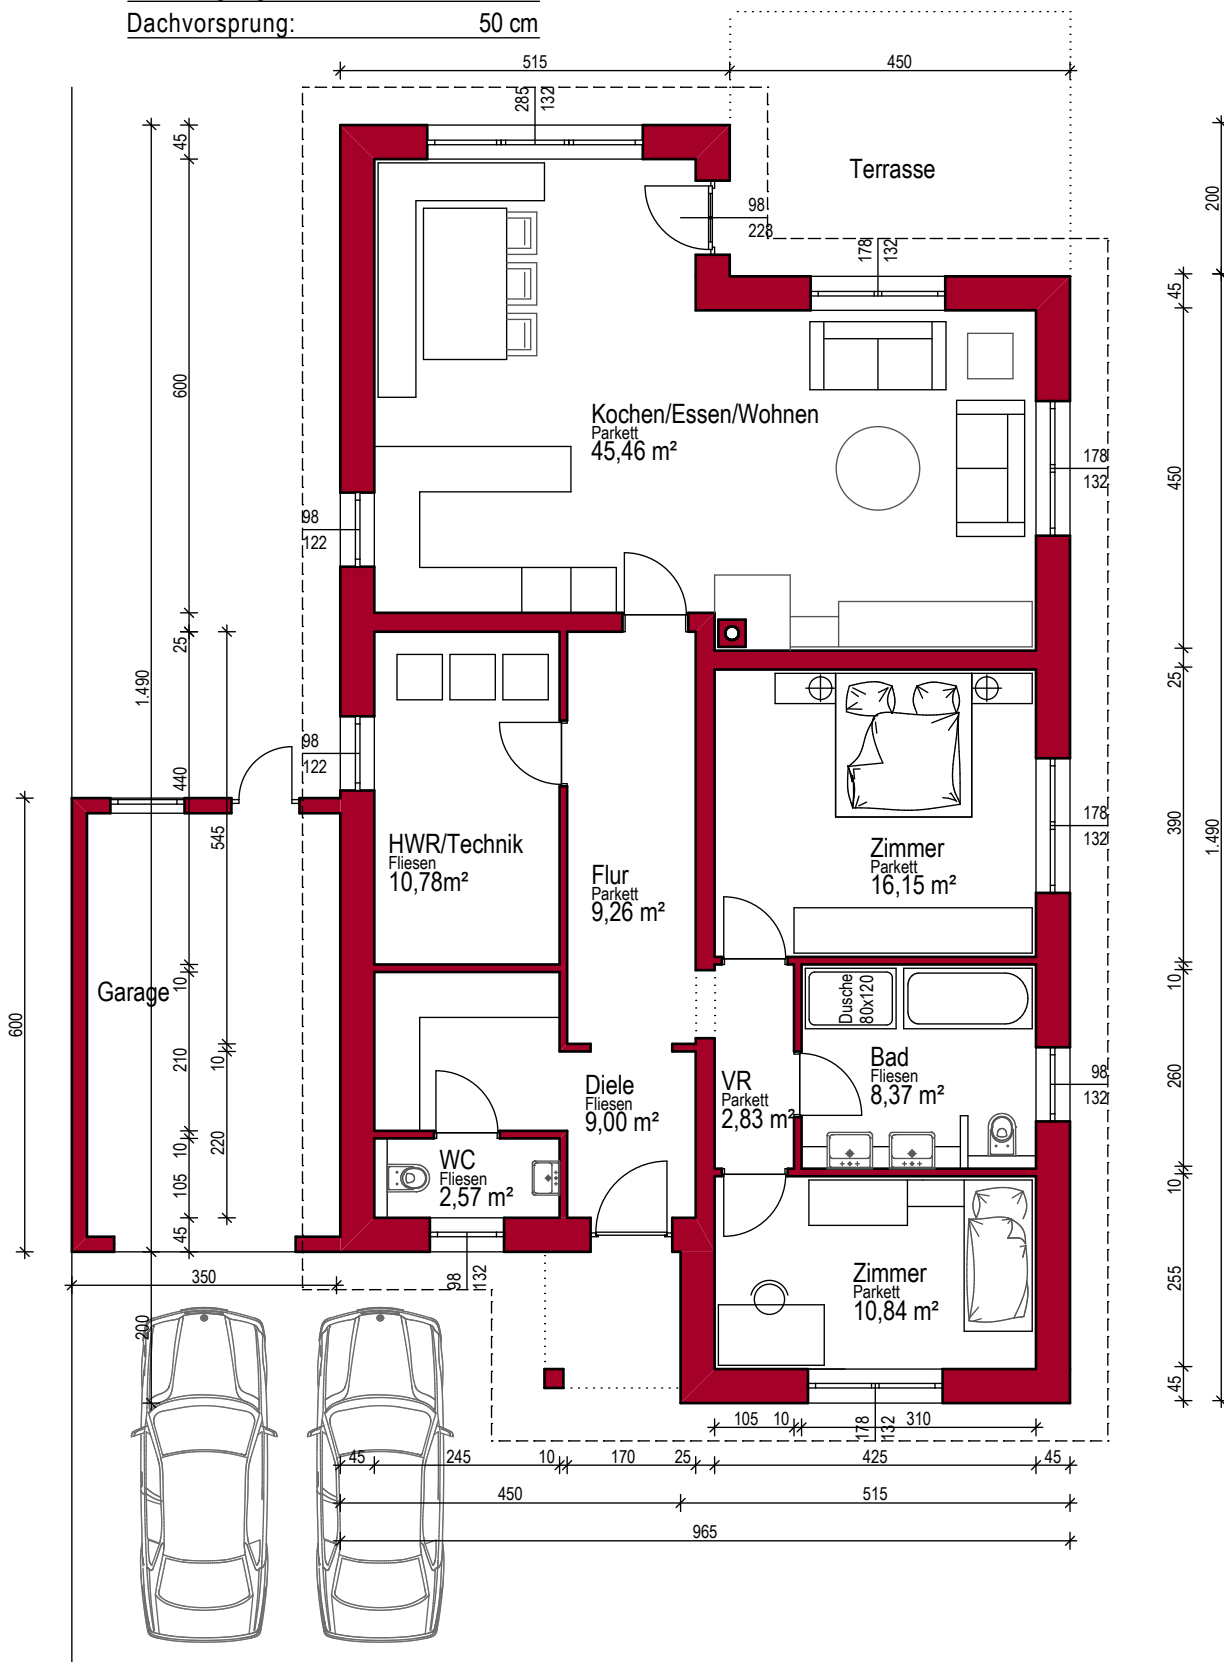 Dachvorsprung: 50 cm
515
450
285
132
45
Terrasse
200
98
228
178
132
45
600
Kochen/Essen/Wohnen
Parkett
45,46 m²
178
132
450
98
122
25
1.490
25
98
122
440
545
HWR/Technik
Fliesen
10,78m²
Flur
Parkett
9,26 m²
Zimmer
Parkett
16,15 m²
178
132
390
1.490
Garage
10
Dusche
80x120
10
600
210
10
Diele
Fliesen
9,00 m²
VR
Parkett
2,83 m²
Bad
Fliesen
8,37 m²
98
132
260
10
220
105
WC
Fliesen
2,57 m²
10
45
350
98
132
Zimmer
Parkett
10,84 m²
255
200
45
105
10
178
132
310
45
245
10
170
25
425
45
450
515
965